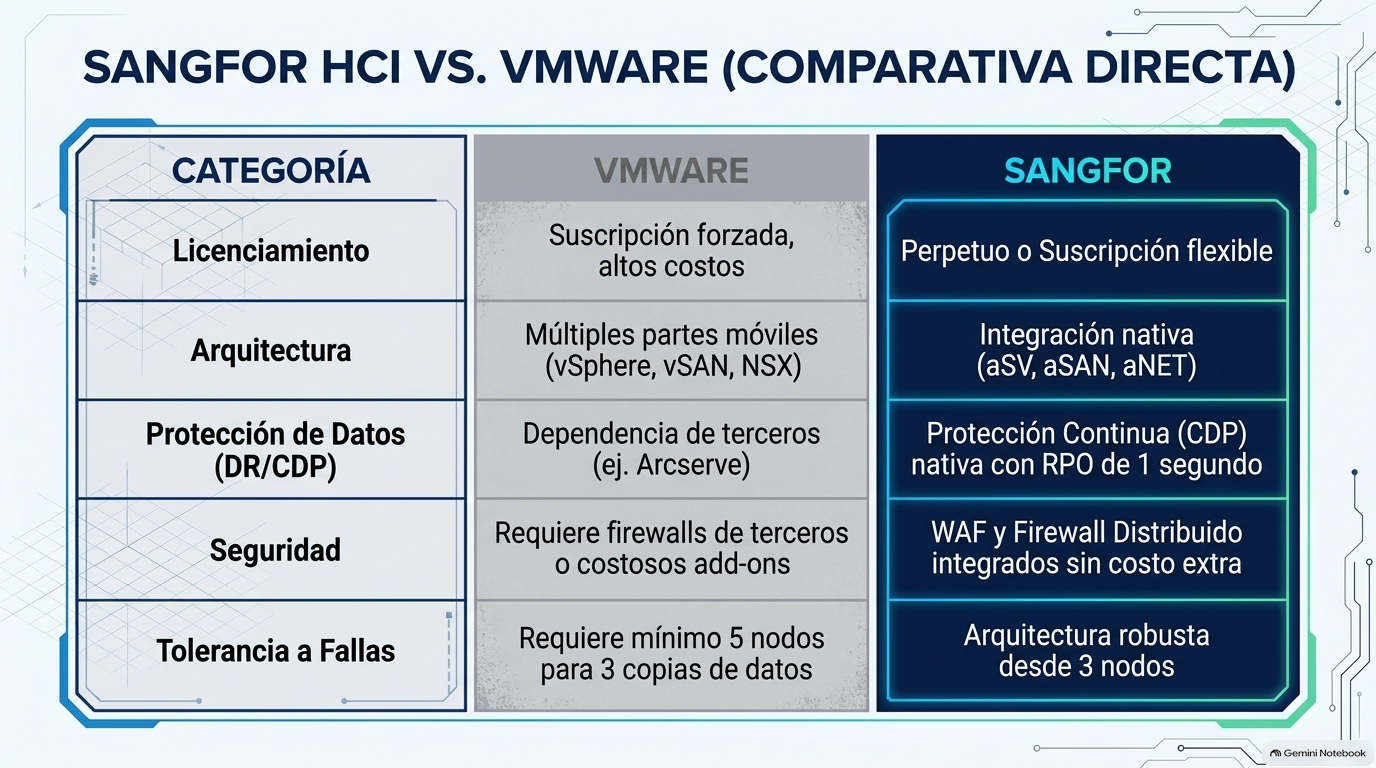 SANGFOR HCI VS. VMWARE (COMPARATIVA DIRECTA)
CATEGORÍA
VMWARE
SANGFOR
Licenciamiento
Suscripción forzada,
altos costos
Perpetuo o Suscripción flexible
Arquitectura
Múltiples partes móviles
(vSphere, vSAN, NSX)
Integración nativa
(aSV, aSAN, aNET)
Protección de Datos
(DR/CDP)
Dependencia de terceros
(ej. Arcserve)
Protección Continua (CDP)
nativa con RPO de 1 segundo
Seguridad
Requiere firewalls de terceros
o costosos add-ons
WAF y Firewall Distribuido
integrados sin costo extra
Tolerancia a Fallas
Requiere mínimo 5 nodos
para 3 copias de datos
Arquitectura robusta
desde 3 nodos
Gemini Notebook